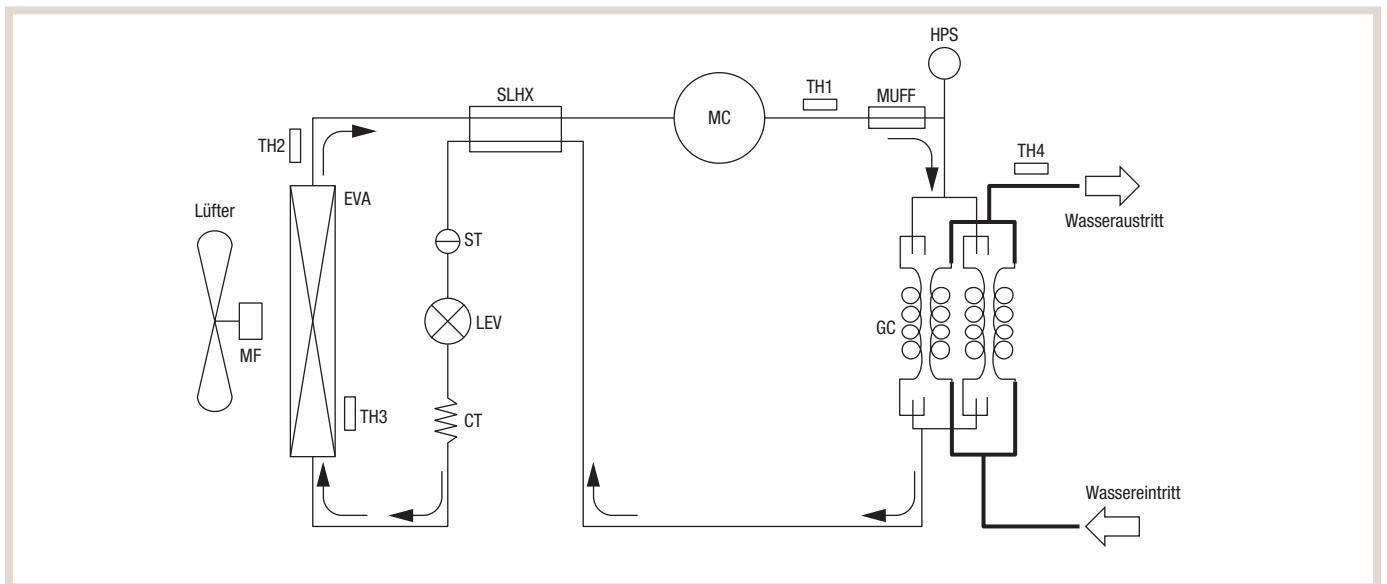 HPS
SLHX
TH1
MUFF
MC
TH2
TH4
EVA
Lüfter
Wasseraustritt
ST
LEV
GC
MF
TH3
CT
Wassereintritt